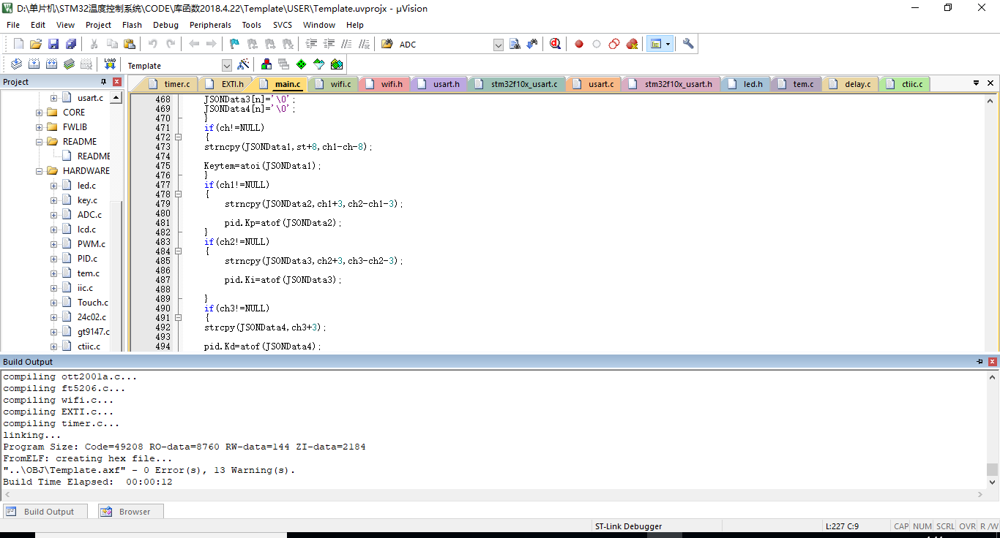 D:\单片机\STM32温度控制系统\CODE\库函数2018.4.22\Template\USER\Template.uvprojx - µVision
File Edit View Project Flash Debug Peripherals Tools SVCS Window Help
ADC
LOAD Template
Project
timer.c EXTI.h main.c wifi.c wifi.h usart.h stm32f10x_usart.c usart.c stm32f10x_usart.h led.h tem.c delay.c ctiic.c
usart.c
CORE
FWLIB
README
README
HARDWARE
led.c
key.c
ADC.c
lcd.c
PWM.c
PID.c
tem.c
iic.c
Touch.c
24c02.c
gt9147.c
ctiic.c
468 JSONData3[n]='\0';
469 JSONData4[n]='\0';
470 }
471 if(ch!=NULL)
472 {
473 strncpy(JSONData1,st+8,ch1-ch-8);
474
475 Keytem=atoi(JSONData1);
476 }
477 if(ch1!=NULL)
478 {
479 strncpy(JSONData2,ch1+3,ch2-ch1-3);
480
481 pid.Kp=atof(JSONData2);
482 }
483 if(ch2!=NULL)
484 {
485 strncpy(JSONData3,ch2+3,ch3-ch2-3);
486
487 pid.Ki=atof(JSONData3);
488
489 }
490 if(ch3!=NULL)
491 {
492 strcpy(JSONData4,ch3+3);
493
494 pid.Kd=atof(JSONData4);
Build Output
compiling ott2001a.c...
compiling ft5206.c...
compiling wifi.c...
compiling EXTI.c...
compiling timer.c...
linking...
Program Size: Code=49208 RO-data=8760 RW-data=144 ZI-data=2184
FromELF: creating hex file...
"..\OBJ\Template.axf" - 0 Error(s), 13 Warning(s).
Build Time Elapsed:  00:00:12
Build Output Browser
ST-Link Debugger L:227 C:9 CAP NUM SCRL OVR R /W